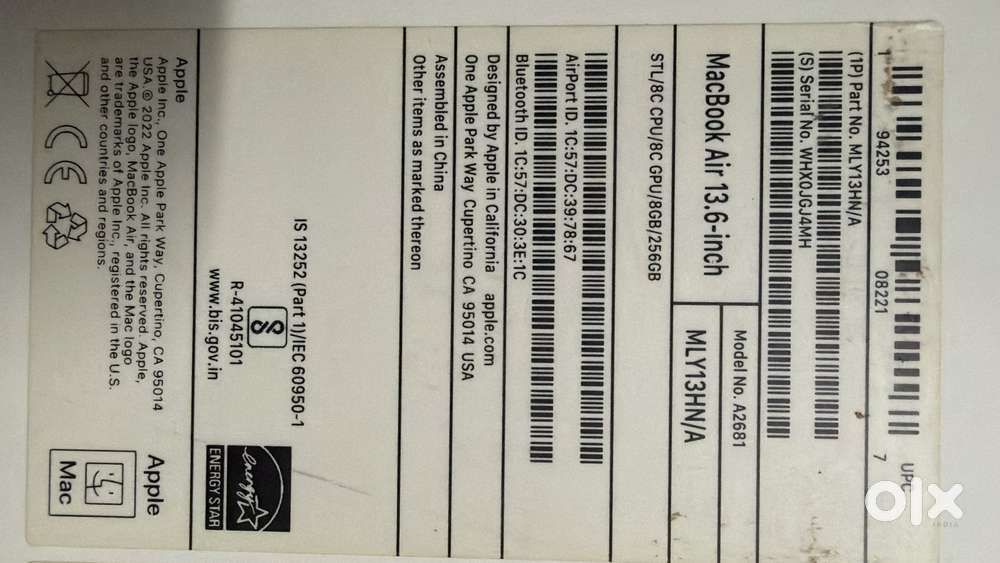 UPC
1 94253 08221 7
(1P) Part No. MLY13HN/A
(S) Serial No. WHX0JGJ4MH
MacBook Air 13.6-inch
Model No. A2681
MLY13HN/A
STL/8C CPU/8C GPU/8GB/256GB
AirPort ID. 1C:57:DC:39:78:67
Bluetooth ID. 1C:57:DC:30:3E:1C
Designed by Apple in California apple.com
One Apple Park Way Cupertino CA 95014 USA
Assembled in China
Other items as marked thereon
IS 13252 (Part 1)/IEC 60950-1
R-41045101
www.bis.gov.in
energy
ENERGY STAR
Apple
Apple Inc., One Apple Park Way, Cupertino, CA 95014
USA. © 2022 Apple Inc. All rights reserved. Apple,
the Apple logo, MacBook Air, and the Mac logo
are trademarks of Apple Inc., registered in the U.S.
and other countries and regions.
CE
Apple
Mac
olx
INDIA